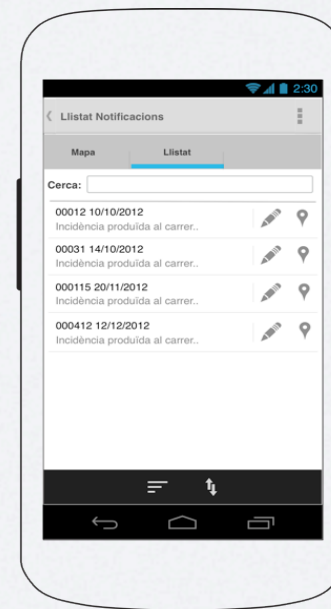 2:30
Llistat Notificacions
Mapa Llistat
Cerca:
00012 10/10/2012
Incidència produïda al carrer..
00031 14/10/2012
Incidència produïda al carrer..
000115 20/11/2012
Incidència produïda al carrer..
000412 12/12/2012
Incidència produïda al carrer..